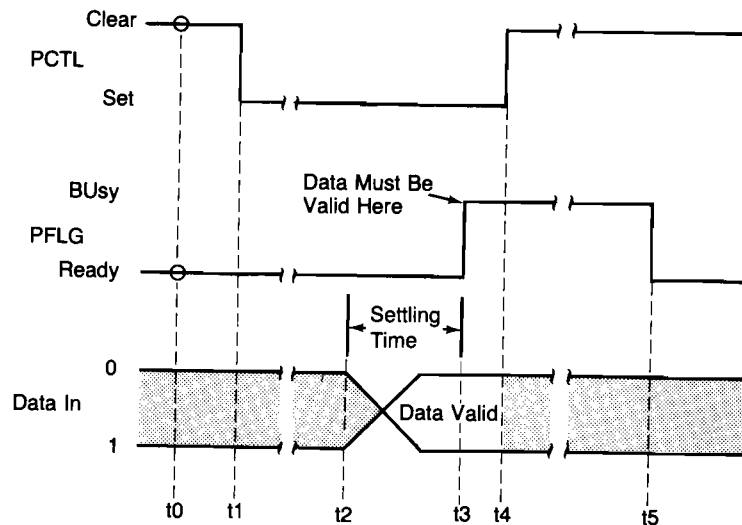 Clear
PCTL
Set
BUsy
Data Must Be
Valid Here
PFLG
Ready
Settling
Time
0
Data In
Data Valid
1
t0 t1 t2 t3 t4 t5